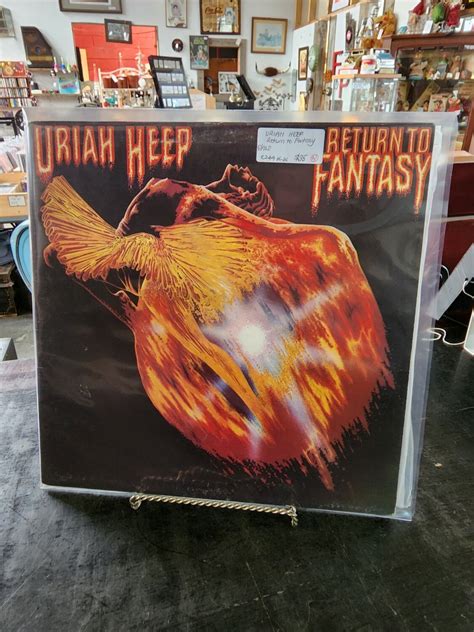 URIAH HEEP
RETURN TO
FANTASY
URIAH HEEP
Return to Fantasy